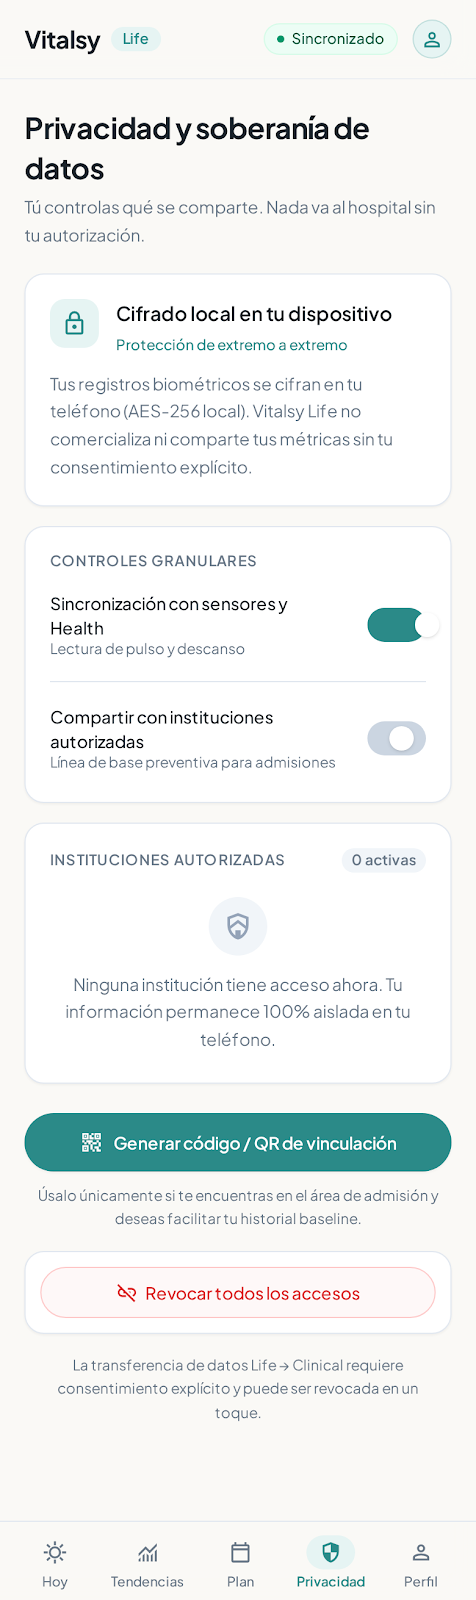 Vitalsy
Life
Sincronizado
Privacidad y soberanía de
datos
Tú controlas qué se comparte. Nada va al hospital sin
tu autorización.
Cifrado local en tu dispositivo
Protección de extremo a extremo
Tus registros biométricos se cifran en tu
teléfono (AES-256 local). Vitalsy Life no
comercializa ni comparte tus métricas sin tu
consentimiento explícito.
CONTROLES GRANULARES
Sincronización con sensores y
Health
Lectura de pulso y descanso
Compartir con instituciones
autorizadas
Línea de base preventiva para admisiones
INSTITUCIONES AUTORIZADAS
0 activas
Ninguna institución tiene acceso ahora. Tu
información permanece 100% aislada en tu
teléfono.
Generar código / QR de vinculación
Úsalo únicamente si te encuentras en el área de admisión y
deseas facilitar tu historial baseline.
Revocar todos los accesos
La transferencia de datos Life → Clinical requiere
consentimiento explícito y puede ser revocada en un
toque.
Hoy
Tendencias
Plan
Privacidad
Perfil